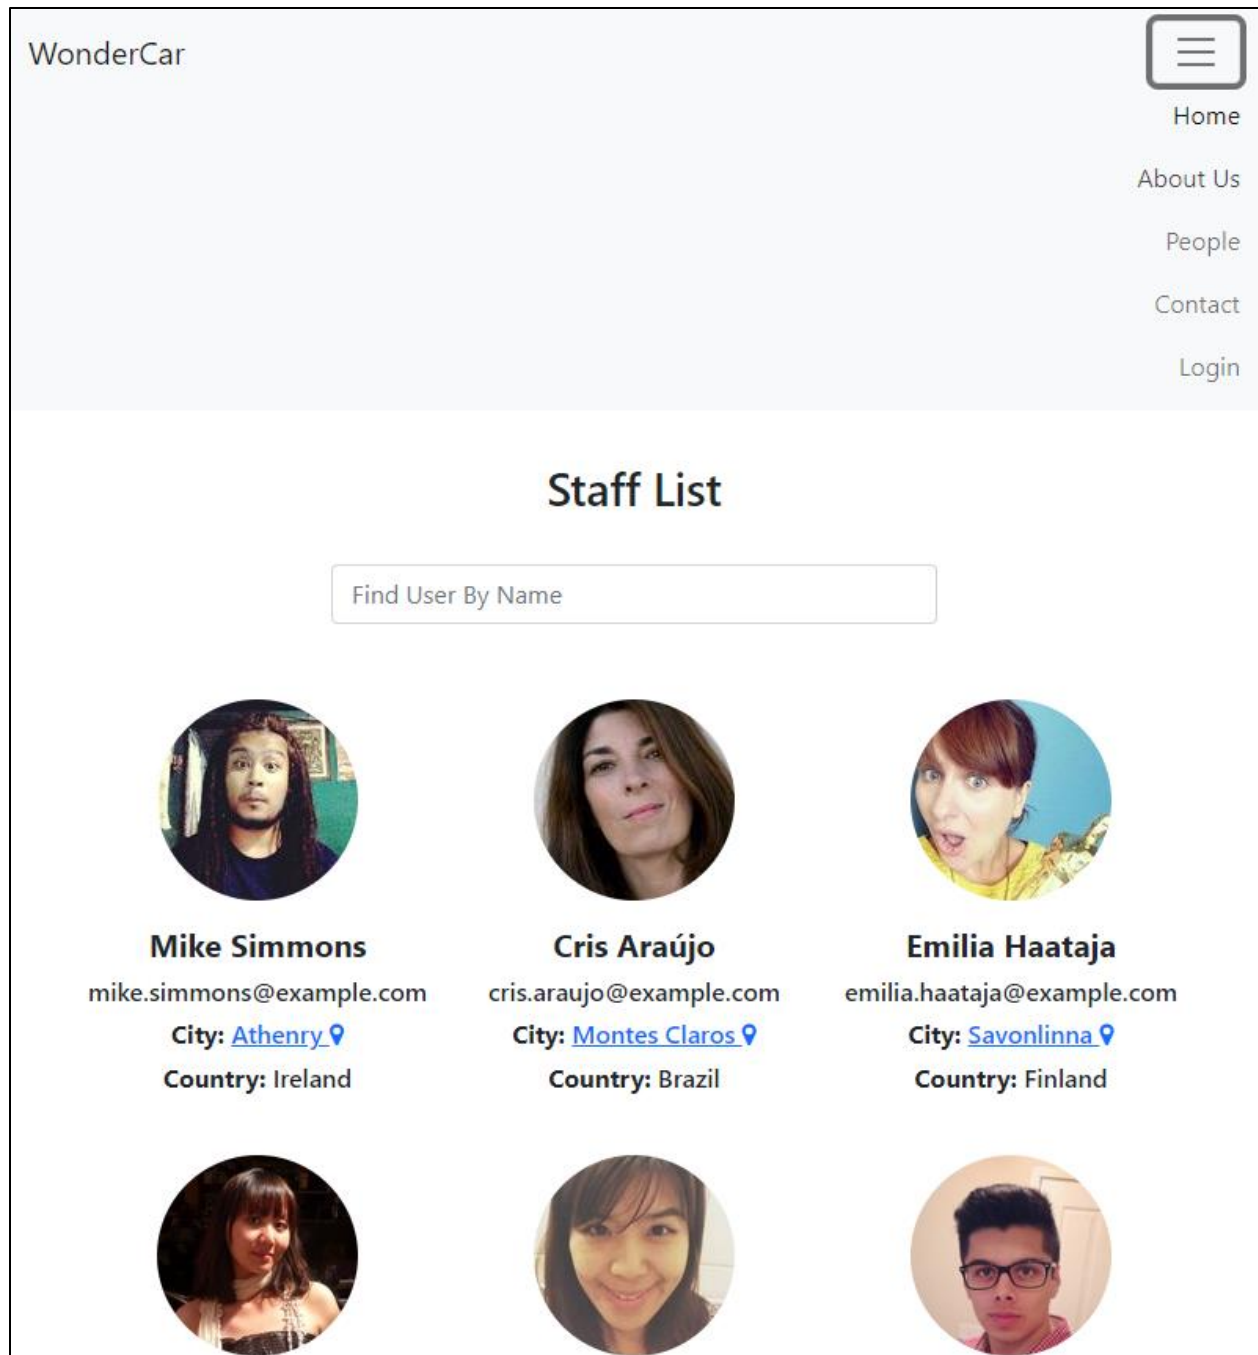 WonderCar
Home
About Us
People
Contact
Login
Staff List
Find User By Name
Mike Simmons
mike.simmons@example.com
City: Athenry
Country: Ireland
Cris Araújo
cris.araujo@example.com
City: Montes Claros
Country: Brazil
Emilia Haataja
emilia.haataja@example.com
City: Savonlinna
Country: Finland